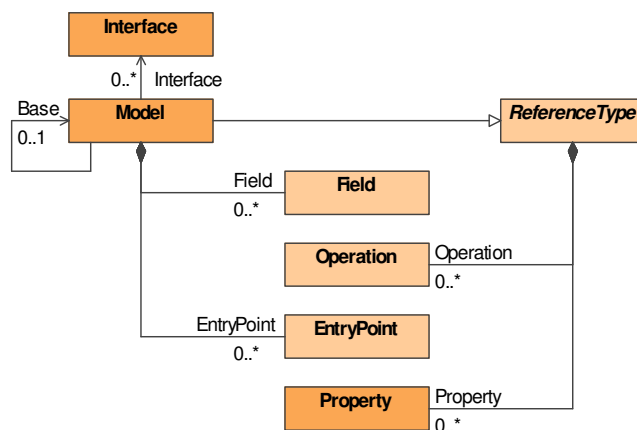 Interface
0..* Interface
Base
0..1
Model
ReferenceType
Field
0..*
Field
Operation
Operation
0..*
EntryPoint
0..*
EntryPoint
Property
Property
0..*